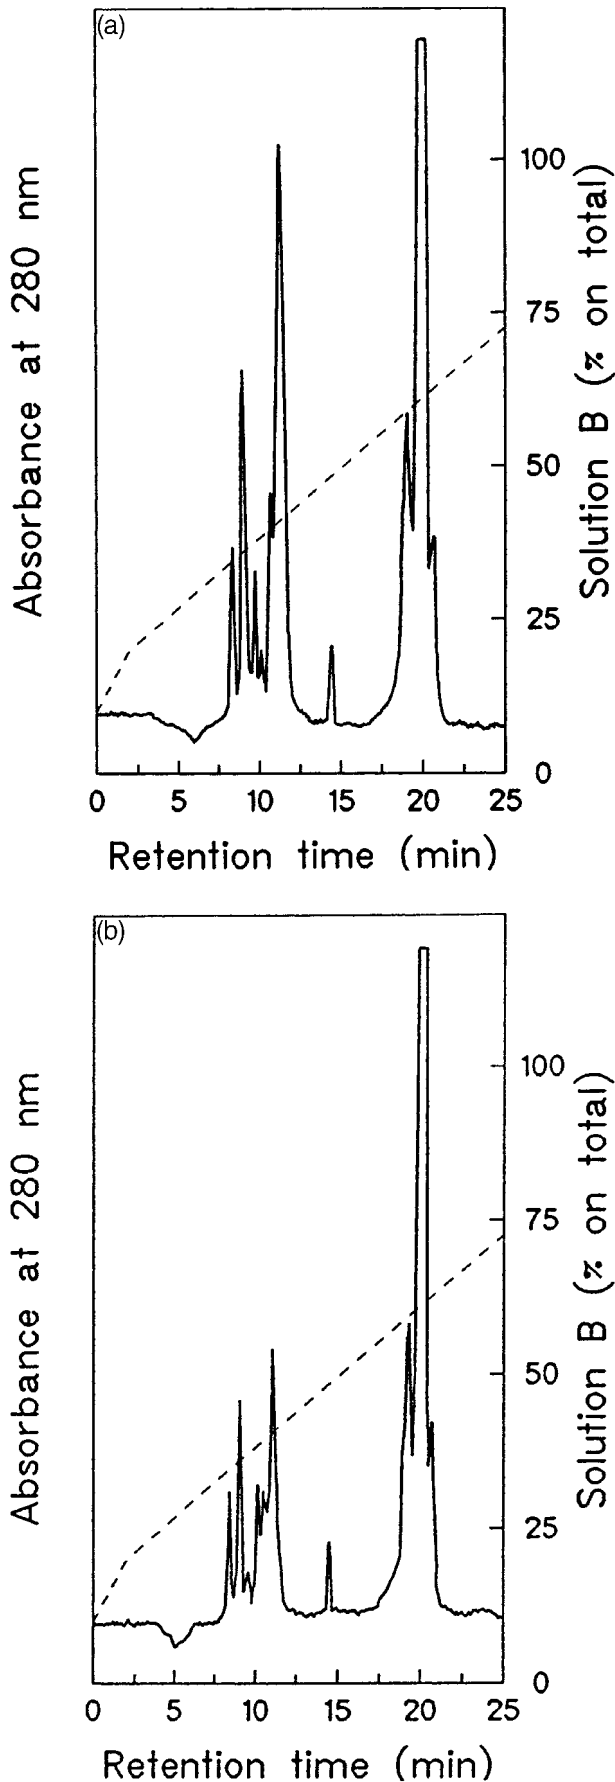 (a)
Absorbance at 280 nm
100
75
50
25
0
Solution B (% on total)
0 5 10 15 20 25
Retention time (min)
(b)
Absorbance at 280 nm
100
75
50
25
0
Solution B (% on total)
0 5 10 15 20 25
Retention time (min)